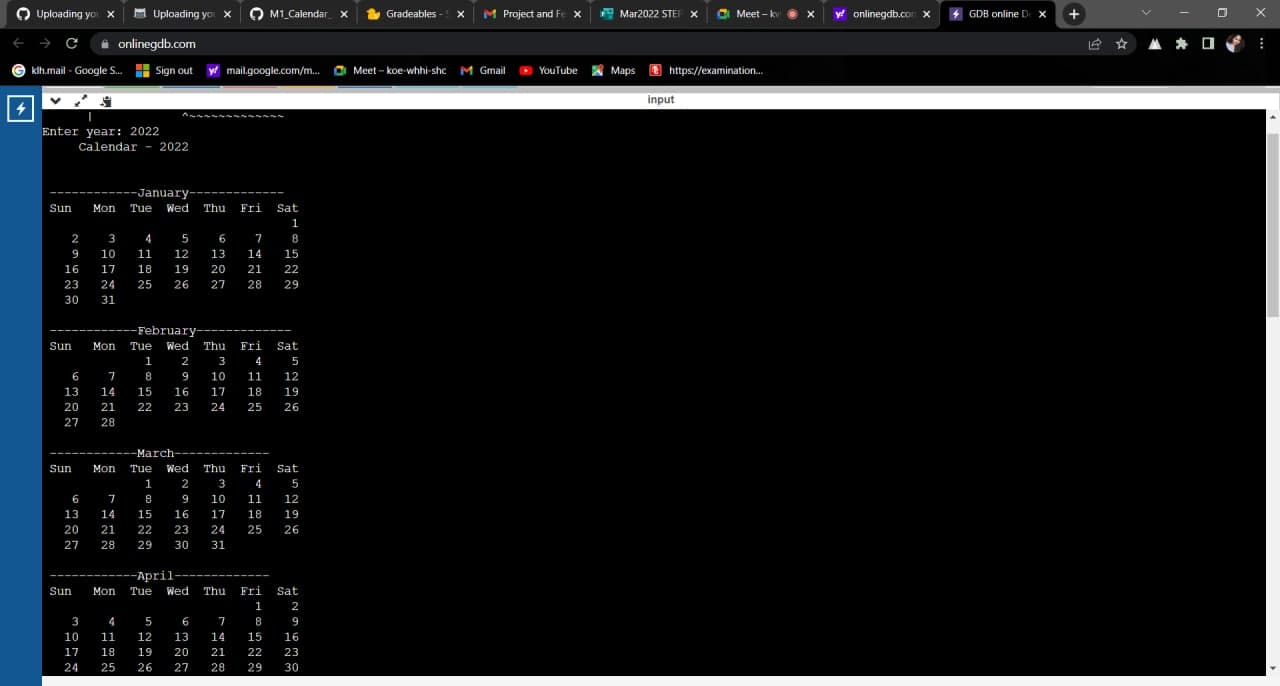 Uploading you
Uploading you
M1_Calendar_
Gradeables -
Project and Fe
Mar2022 STEP
Meet – kv
onlinegdb.con
GDB online De
onlinegdb.com
klh.mail - Google S...
Sign out
mail.google.com/m...
Meet – koe-whhi-shc
Gmail
YouTube
Maps
https://examination...
input
| ^~~~~~~~~~~~~~
Enter year: 2022
Calendar - 2022
------------January-------------
Sun Mon Tue Wed Thu Fri Sat
1
2 3 4 5 6 7 8
9 10 11 12 13 14 15
16 17 18 19 20 21 22
23 24 25 26 27 28 29
30 31
------------February-------------
Sun Mon Tue Wed Thu Fri Sat
1 2 3 4 5
6 7 8 9 10 11 12
13 14 15 16 17 18 19
20 21 22 23 24 25 26
27 28
------------March-------------
Sun Mon Tue Wed Thu Fri Sat
1 2 3 4 5
6 7 8 9 10 11 12
13 14 15 16 17 18 19
20 21 22 23 24 25 26
27 28 29 30 31
------------April-------------
Sun Mon Tue Wed Thu Fri Sat
1 2
3 4 5 6 7 8 9
10 11 12 13 14 15 16
17 18 19 20 21 22 23
24 25 26 27 28 29 30